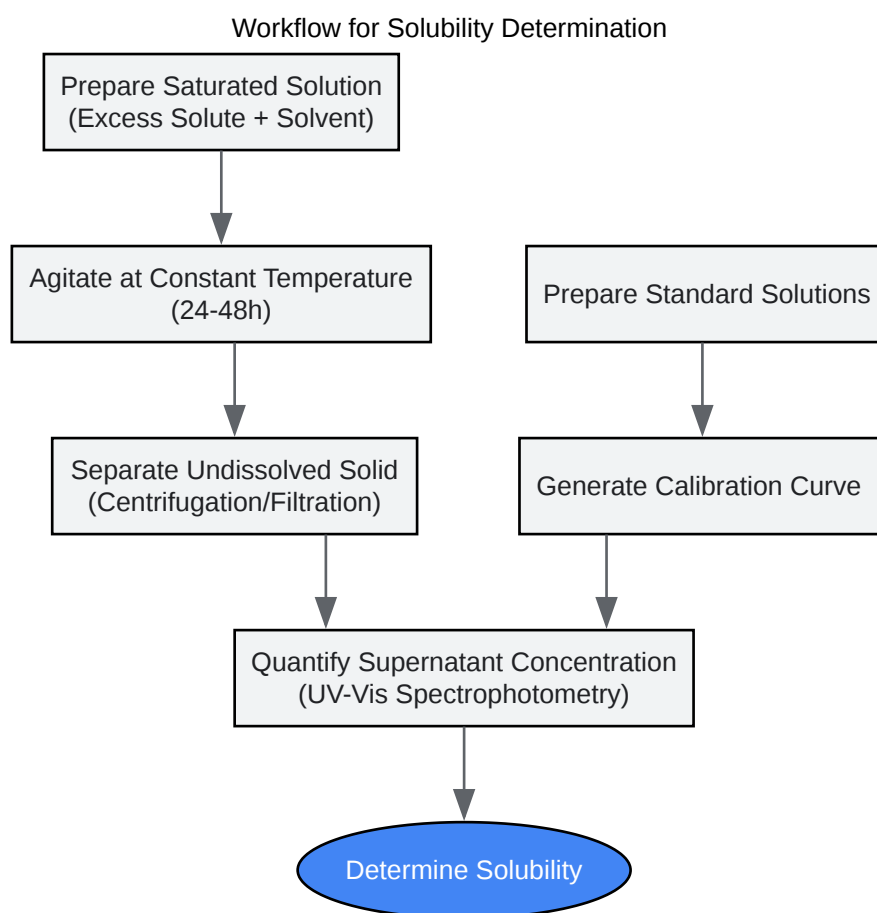 Workflow for Solubility Determination
Prepare Saturated Solution
(Excess Solute + Solvent)
Agitate at Constant Temperature
(24-48h)
Prepare Standard Solutions
Separate Undissolved Solid
(Centrifugation/Filtration)
Generate Calibration Curve
Quantify Supernatant Concentration
(UV-Vis Spectrophotometry)
Determine Solubility